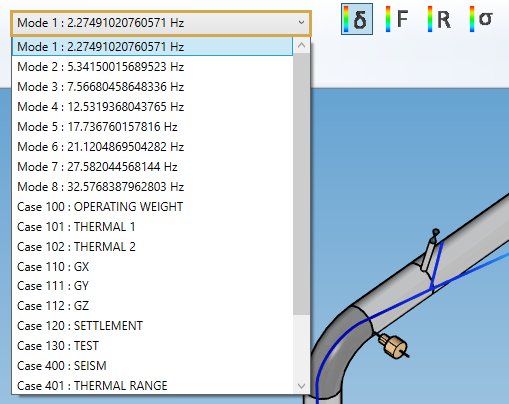 Mode 1 : 2.27491020760571 Hz
δ F R σ
Mode 1 : 2.27491020760571 Hz
Mode 2 : 5.34150015689523 Hz
Mode 3 : 7.56680458648336 Hz
Mode 4 : 12.5319368043765 Hz
Mode 5 : 17.736760157816 Hz
Mode 6 : 21.1204869504282 Hz
Mode 7 : 27.582044568144 Hz
Mode 8 : 32.5768387962803 Hz
Case 100 : OPERATING WEIGHT
Case 101 : THERMAL 1
Case 102 : THERMAL 2
Case 110 : GX
Case 111 : GY
Case 112 : GZ
Case 120 : SETTLEMENT
Case 130 : TEST
Case 400 : SEISM
Case 401 : THERMAL RANGE